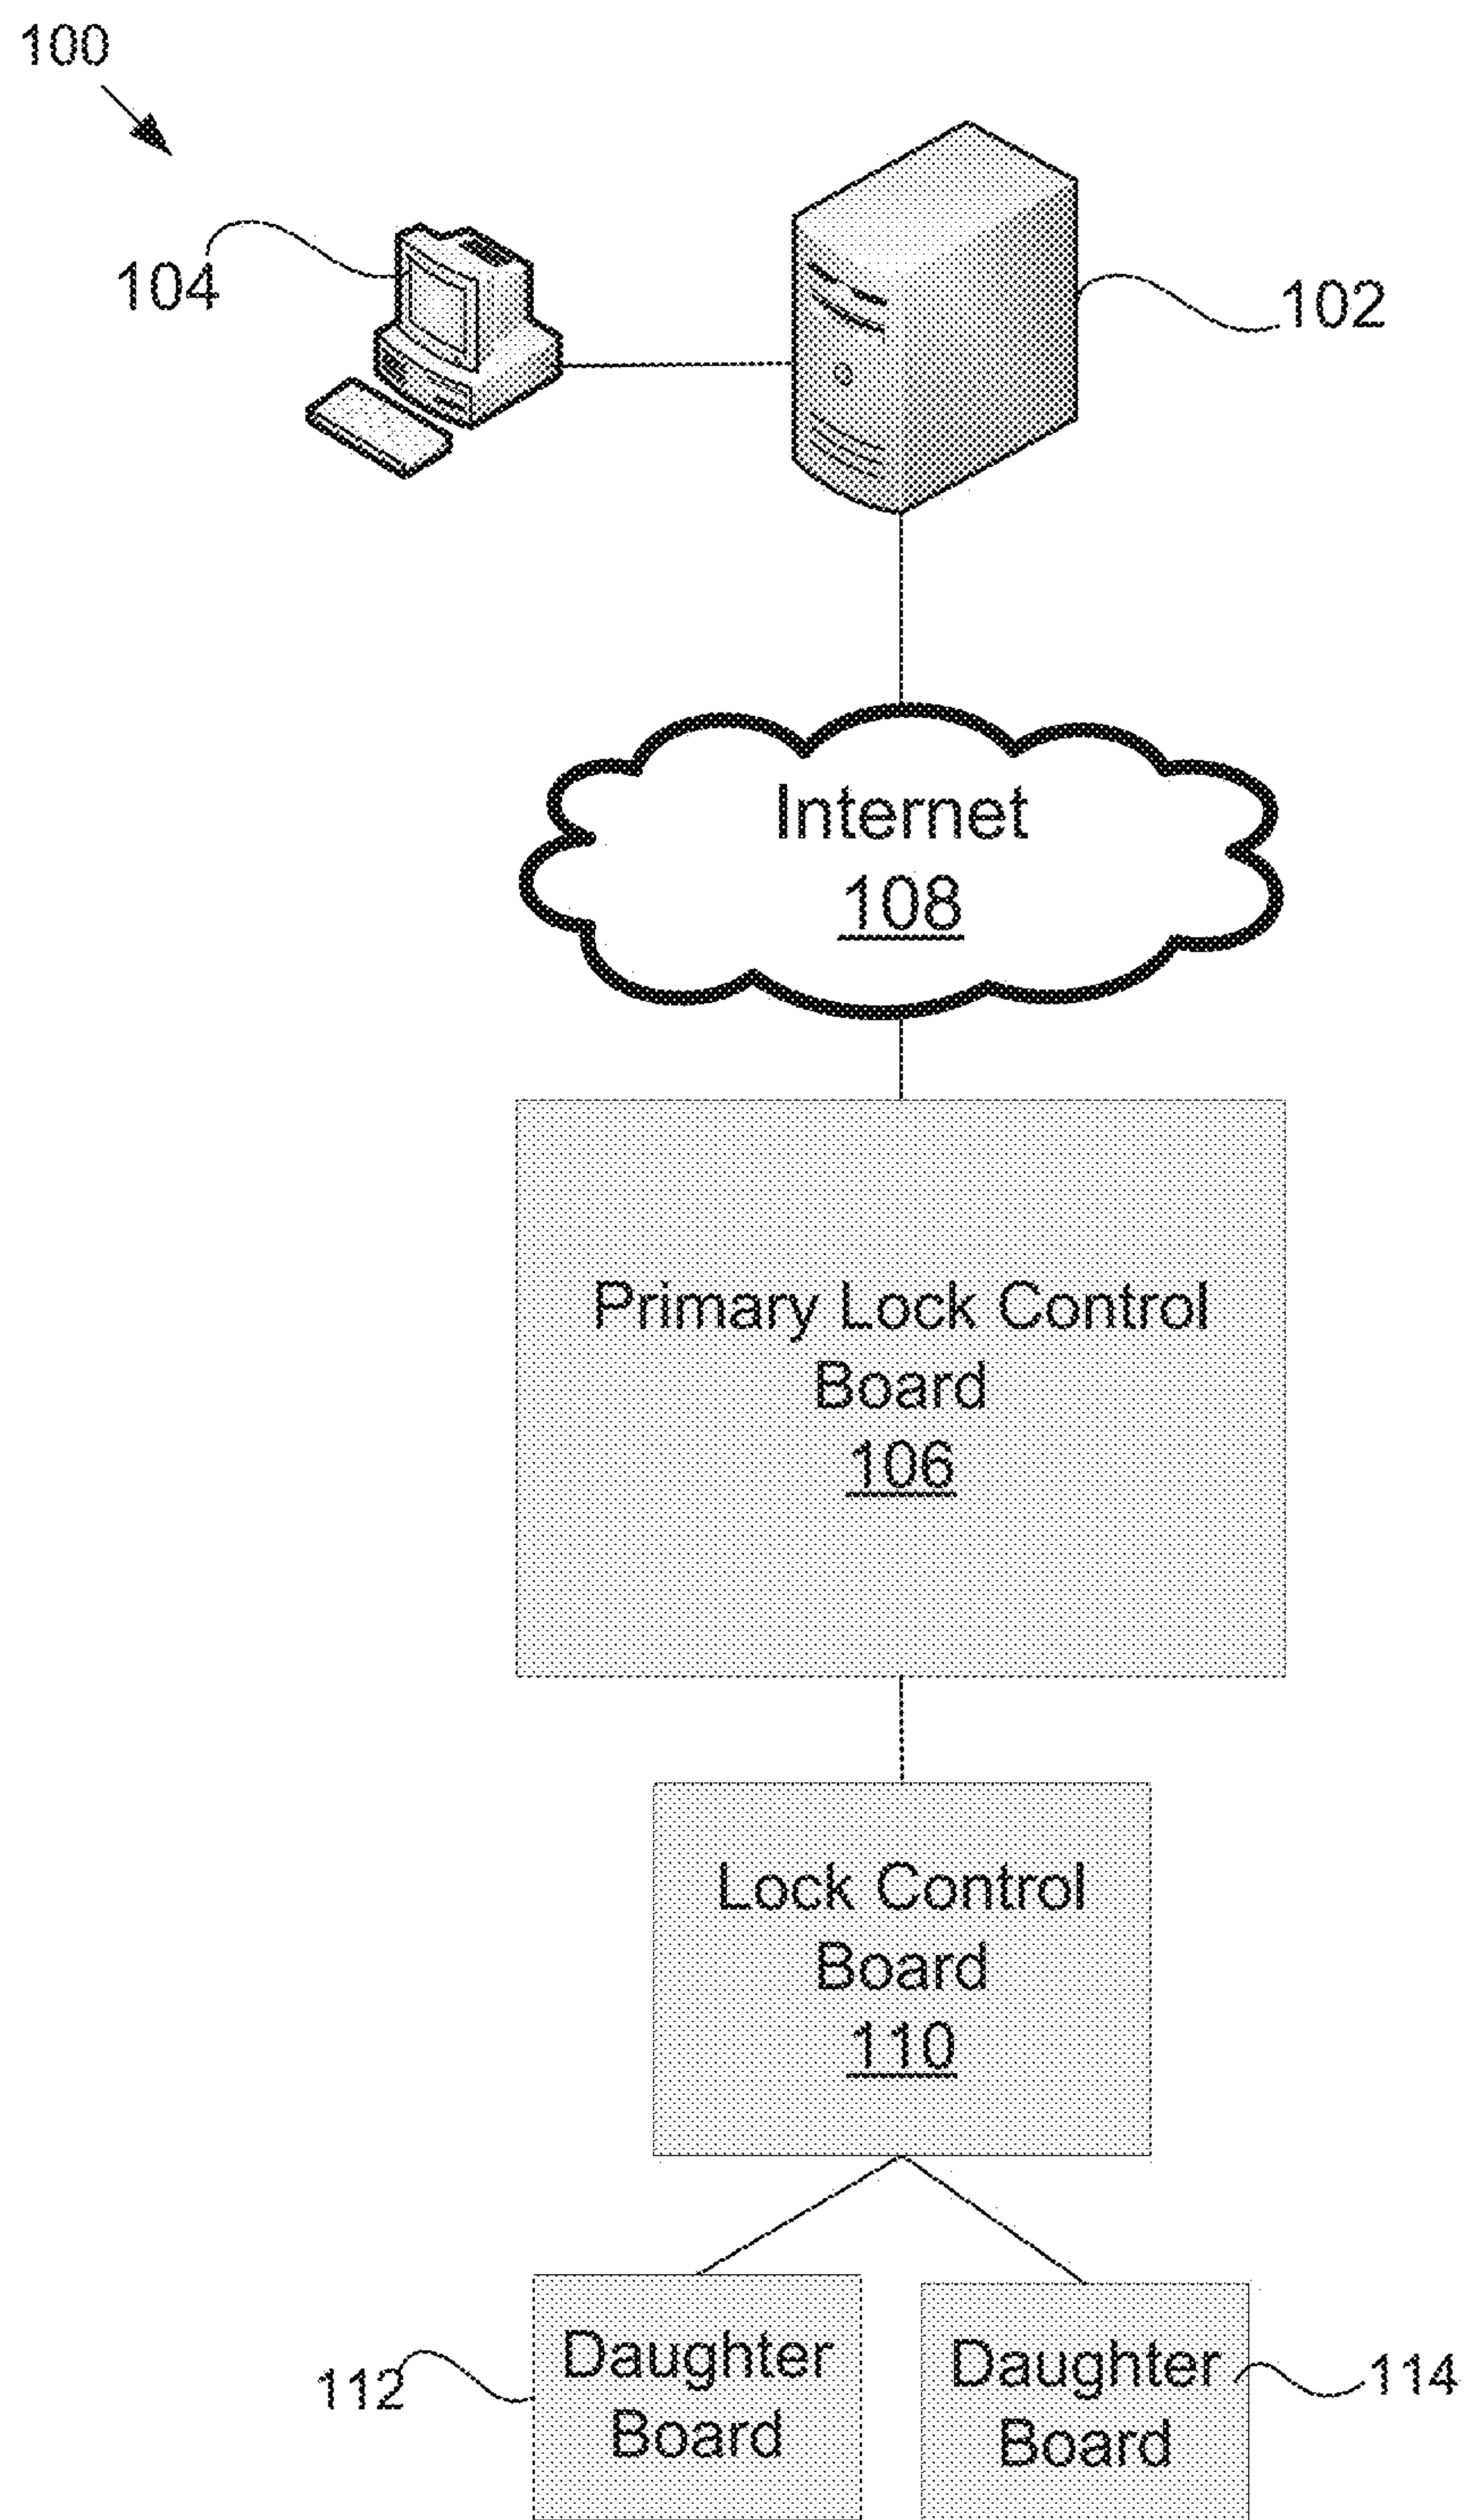 100
104
102
Internet
108
Primary Lock Control
Board
106
Lock Control
Board
110
112
Daughter
Board
Daughter
Board
114